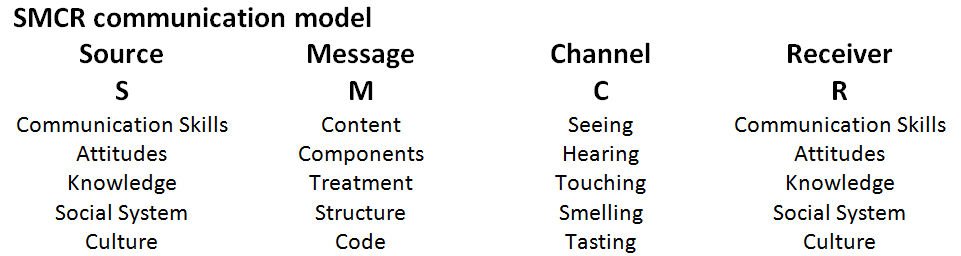 SMCR communication model
Source Message Channel Receiver
S M C R
Communication Skills Content Seeing Communication Skills
Attitudes Components Hearing Attitudes
Knowledge Treatment Touching Knowledge
Social System Structure Smelling Social System
Culture Code Tasting Culture